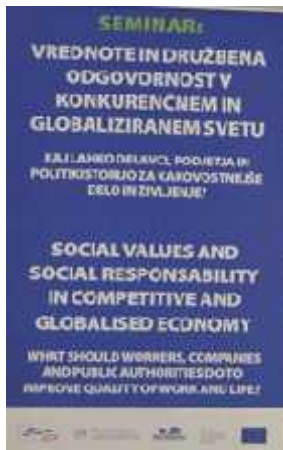 SEMINAR:
VREDNOTE IN DRUŽBENA
ODGOVORNOST V
KONKURENČNEM IN
GLOBALIZIRANEM SVETU
KAJ LAHKO DELAVCI, PODJETJA IN
POLITIKI STORIJO ZA KAKOVOSTNEJŠE
DELO IN ŽIVLJENJE?
SOCIAL VALUES AND
SOCIAL RESPONSABILITY
IN COMPETITIVE AND
GLOBALISED ECONOMY
WHAT SHOULD WORKERS, COMPANIES
AND PUBLIC AUTHORITIES DO TO
IMPROVE QUALITY OF WORK AND LIFE?